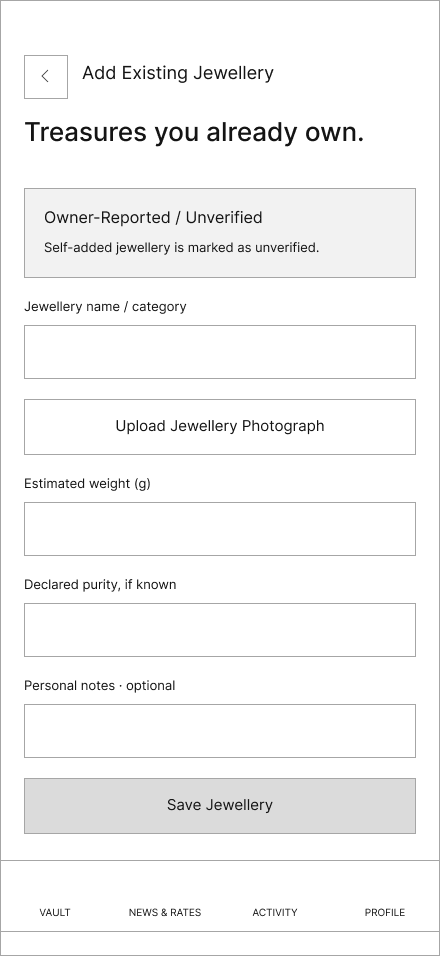 Add Existing Jewellery
Treasures you already own.
Owner-Reported / Unverified
Self-added jewellery is marked as unverified.
Jewellery name / category
Upload Jewellery Photograph
Estimated weight (g)
Declared purity, if known
Personal notes · optional
Save Jewellery
VAULT NEWS & RATES ACTIVITY PROFILE